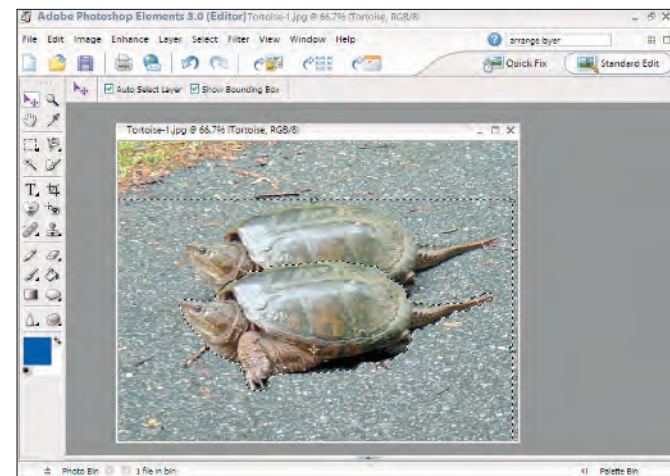 Adobe Photoshop Elements 3.0 (Editor) Tortoise-1.jpg @ 66.7% (Tortoise, RGB/8)
File Edit Image Enhance Layer Select Filter View Window Help
arrange layer
Quick Fix
Standard Edit
Auto Select Layer
Show Bounding Box
Tortoise-1.jpg @ 66.7% (Tortoise, RGB/8)
T
Photo Bin
1 file in bin
Palette Bin